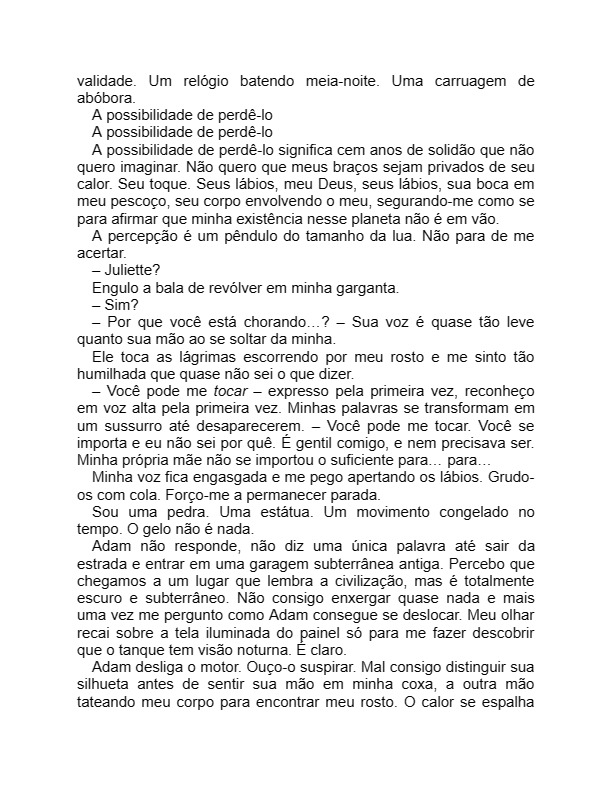 validade. Um relógio batendo meia-noite. Uma carruagem de
abóbora.
A possibilidade de perdê-lo
A possibilidade de perdê-lo
A possibilidade de perdê-lo significa cem anos de solidão que não
quero imaginar. Não quero que meus braços sejam privados de seu
calor. Seu toque. Seus lábios, meu Deus, seus lábios, sua boca em
meu pescoço, seu corpo envolvendo o meu, segurando-me como se
para afirmar que minha existência nesse planeta não é em vão.
A percepção é um pêndulo do tamanho da lua. Não para de me
acertar.
– Juliette?
Engulo a bala de revólver em minha garganta.
– Sim?
– Por que você está chorando…? – Sua voz é quase tão leve
quanto sua mão ao se soltar da minha.
Ele toca as lágrimas escorrendo por meu rosto e me sinto tão
humilhada que quase não sei o que dizer.
– Você pode me tocar – expresso pela primeira vez, reconheço
em voz alta pela primeira vez. Minhas palavras se transformam em
um sussurro até desaparecerem. – Você pode me tocar. Você se
importa e eu não sei por quê. É gentil comigo, e nem precisava ser.
Minha própria mãe não se importou o suficiente para… para…
Minha voz fica engasgada e me pego apertando os lábios. Grudo-
os com cola. Forço-me a permanecer parada.
Sou uma pedra. Uma estátua. Um movimento congelado no
tempo. O gelo não é nada.
Adam não responde, não diz uma única palavra até sair da
estrada e entrar em uma garagem subterrânea antiga. Percebo que
chegamos a um lugar que lembra a civilização, mas é totalmente
escuro e subterrâneo. Não consigo enxergar quase nada e mais
uma vez me pergunto como Adam consegue se deslocar. Meu olhar
recai sobre a tela iluminada do painel só para me fazer descobrir
que o tanque tem visão noturna. É claro.
Adam desliga o motor. Ouço-o suspirar. Mal consigo distinguir sua
silhueta antes de sentir sua mão em minha coxa, a outra mão
tateando meu corpo para encontrar meu rosto. O calor se espalha